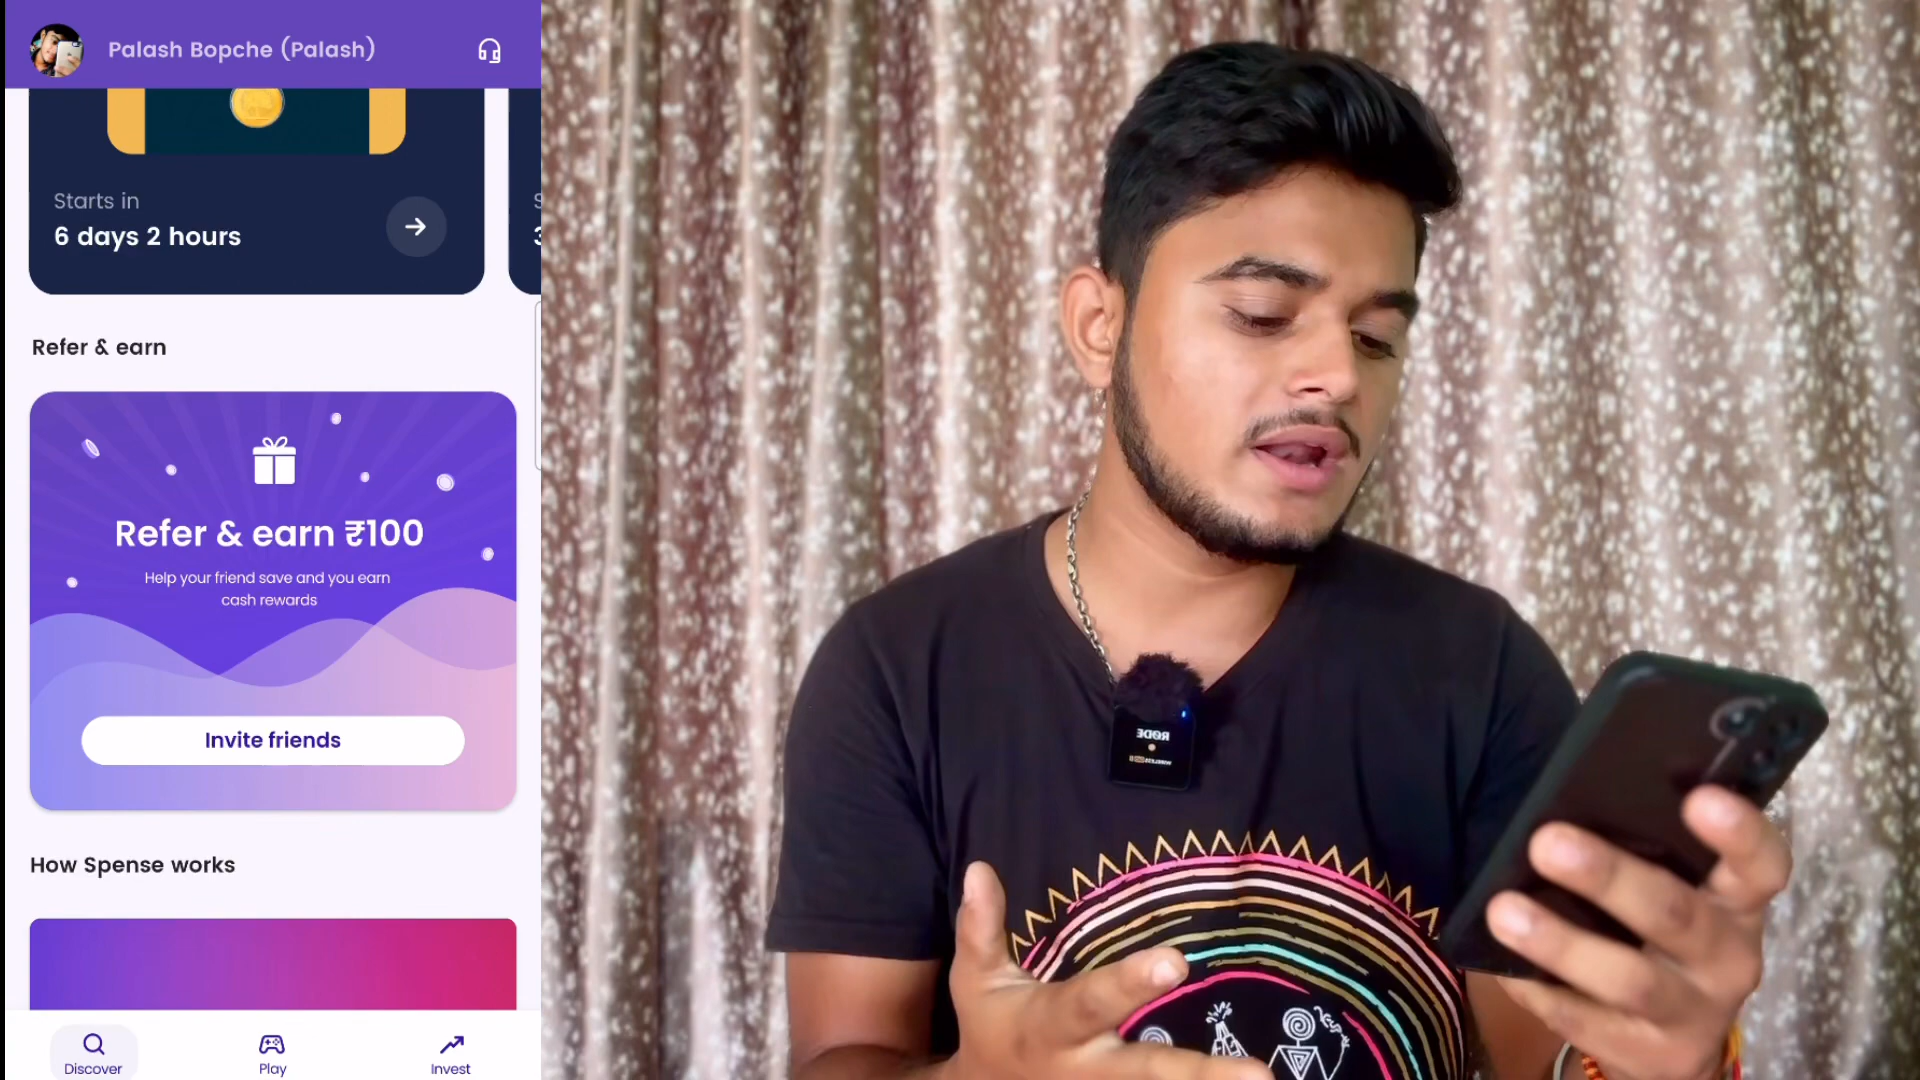 Palash Bopche (Palash)
Starts in
6 days 2 hours
Refer & earn
Refer & earn ₹100
Help your friend save and you earn
cash rewards
Invite friends
How Spense works
Discover
Play
Invest
RØDE